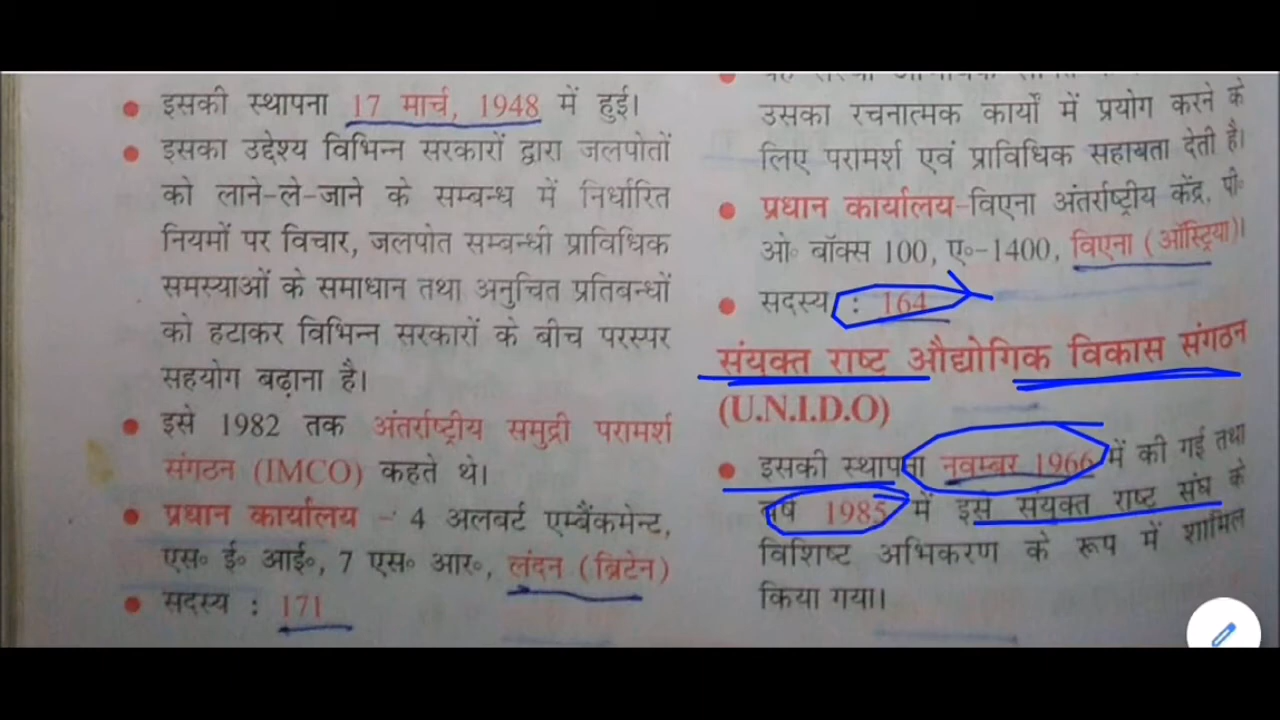 इसकी स्थापना 17 मार्च, 1948 में हुई।
इसका उद्देश्य विभिन्न सरकारों द्वारा जलपोतों
को लाने-ले-जाने के सम्बन्ध में निर्धारित
नियमों पर विचार, जलपोत सम्बन्धी प्राविधिक
समस्याओं के समाधान तथा अनुचित प्रतिबन्धों
को हटाकर विभिन्न सरकारों के बीच परस्पर
सहयोग बढ़ाना है।
इसे 1982 तक अंतर्राष्ट्रीय समुद्री परामर्श
संगठन (IMCO) कहते थे।
प्रधान कार्यालय - 4 अलबर्ट एम्बैंकमेन्ट,
एस॰ ई॰ आई॰, 7 एस॰ आर॰, लंदन (ब्रिटेन)
सदस्य : 171
उसका रचनात्मक कार्यों में प्रयोग करने के
लिए परामर्श एवं प्राविधिक सहायता देती है।
प्रधान कार्यालय-विएना अंतर्राष्ट्रीय केंद्र, पी॰
ओ॰ बॉक्स 100, ए॰-1400, विएना (ऑस्ट्रिया)।
सदस्य : 164
संयुक्त राष्ट औद्योगिक विकास संगठन
(U.N.I.D.O)
इसकी स्थापना नवम्बर 1966 में की गई तथा
वर्ष 1985 में इसे संयुक्त राष्ट संघ के
विशिष्ट अभिकरण के रूप में शामिल
किया गया।